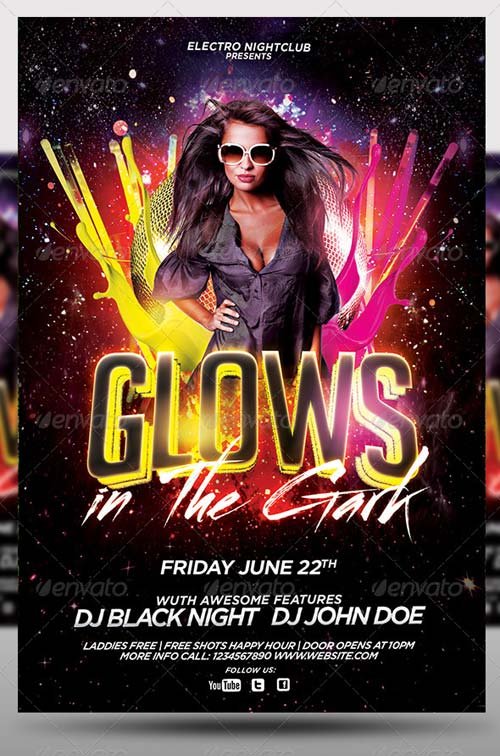 ELECTRO NIGHTCLUB
PRESENTS
GLOWS
in The Gark
FRIDAY JUNE 22TH
WUTH AWESOME FEATURES
DJ BLACK NIGHT DJ JOHN DOE
LADDIES FREE | FREE SHOTS HAPPY HOUR | DOOR OPENS AT 10PM
MORE INFO CALL: 1234567890 WWW.WEBSITE.COM
FOLLOW US:
YouTube t f
envato